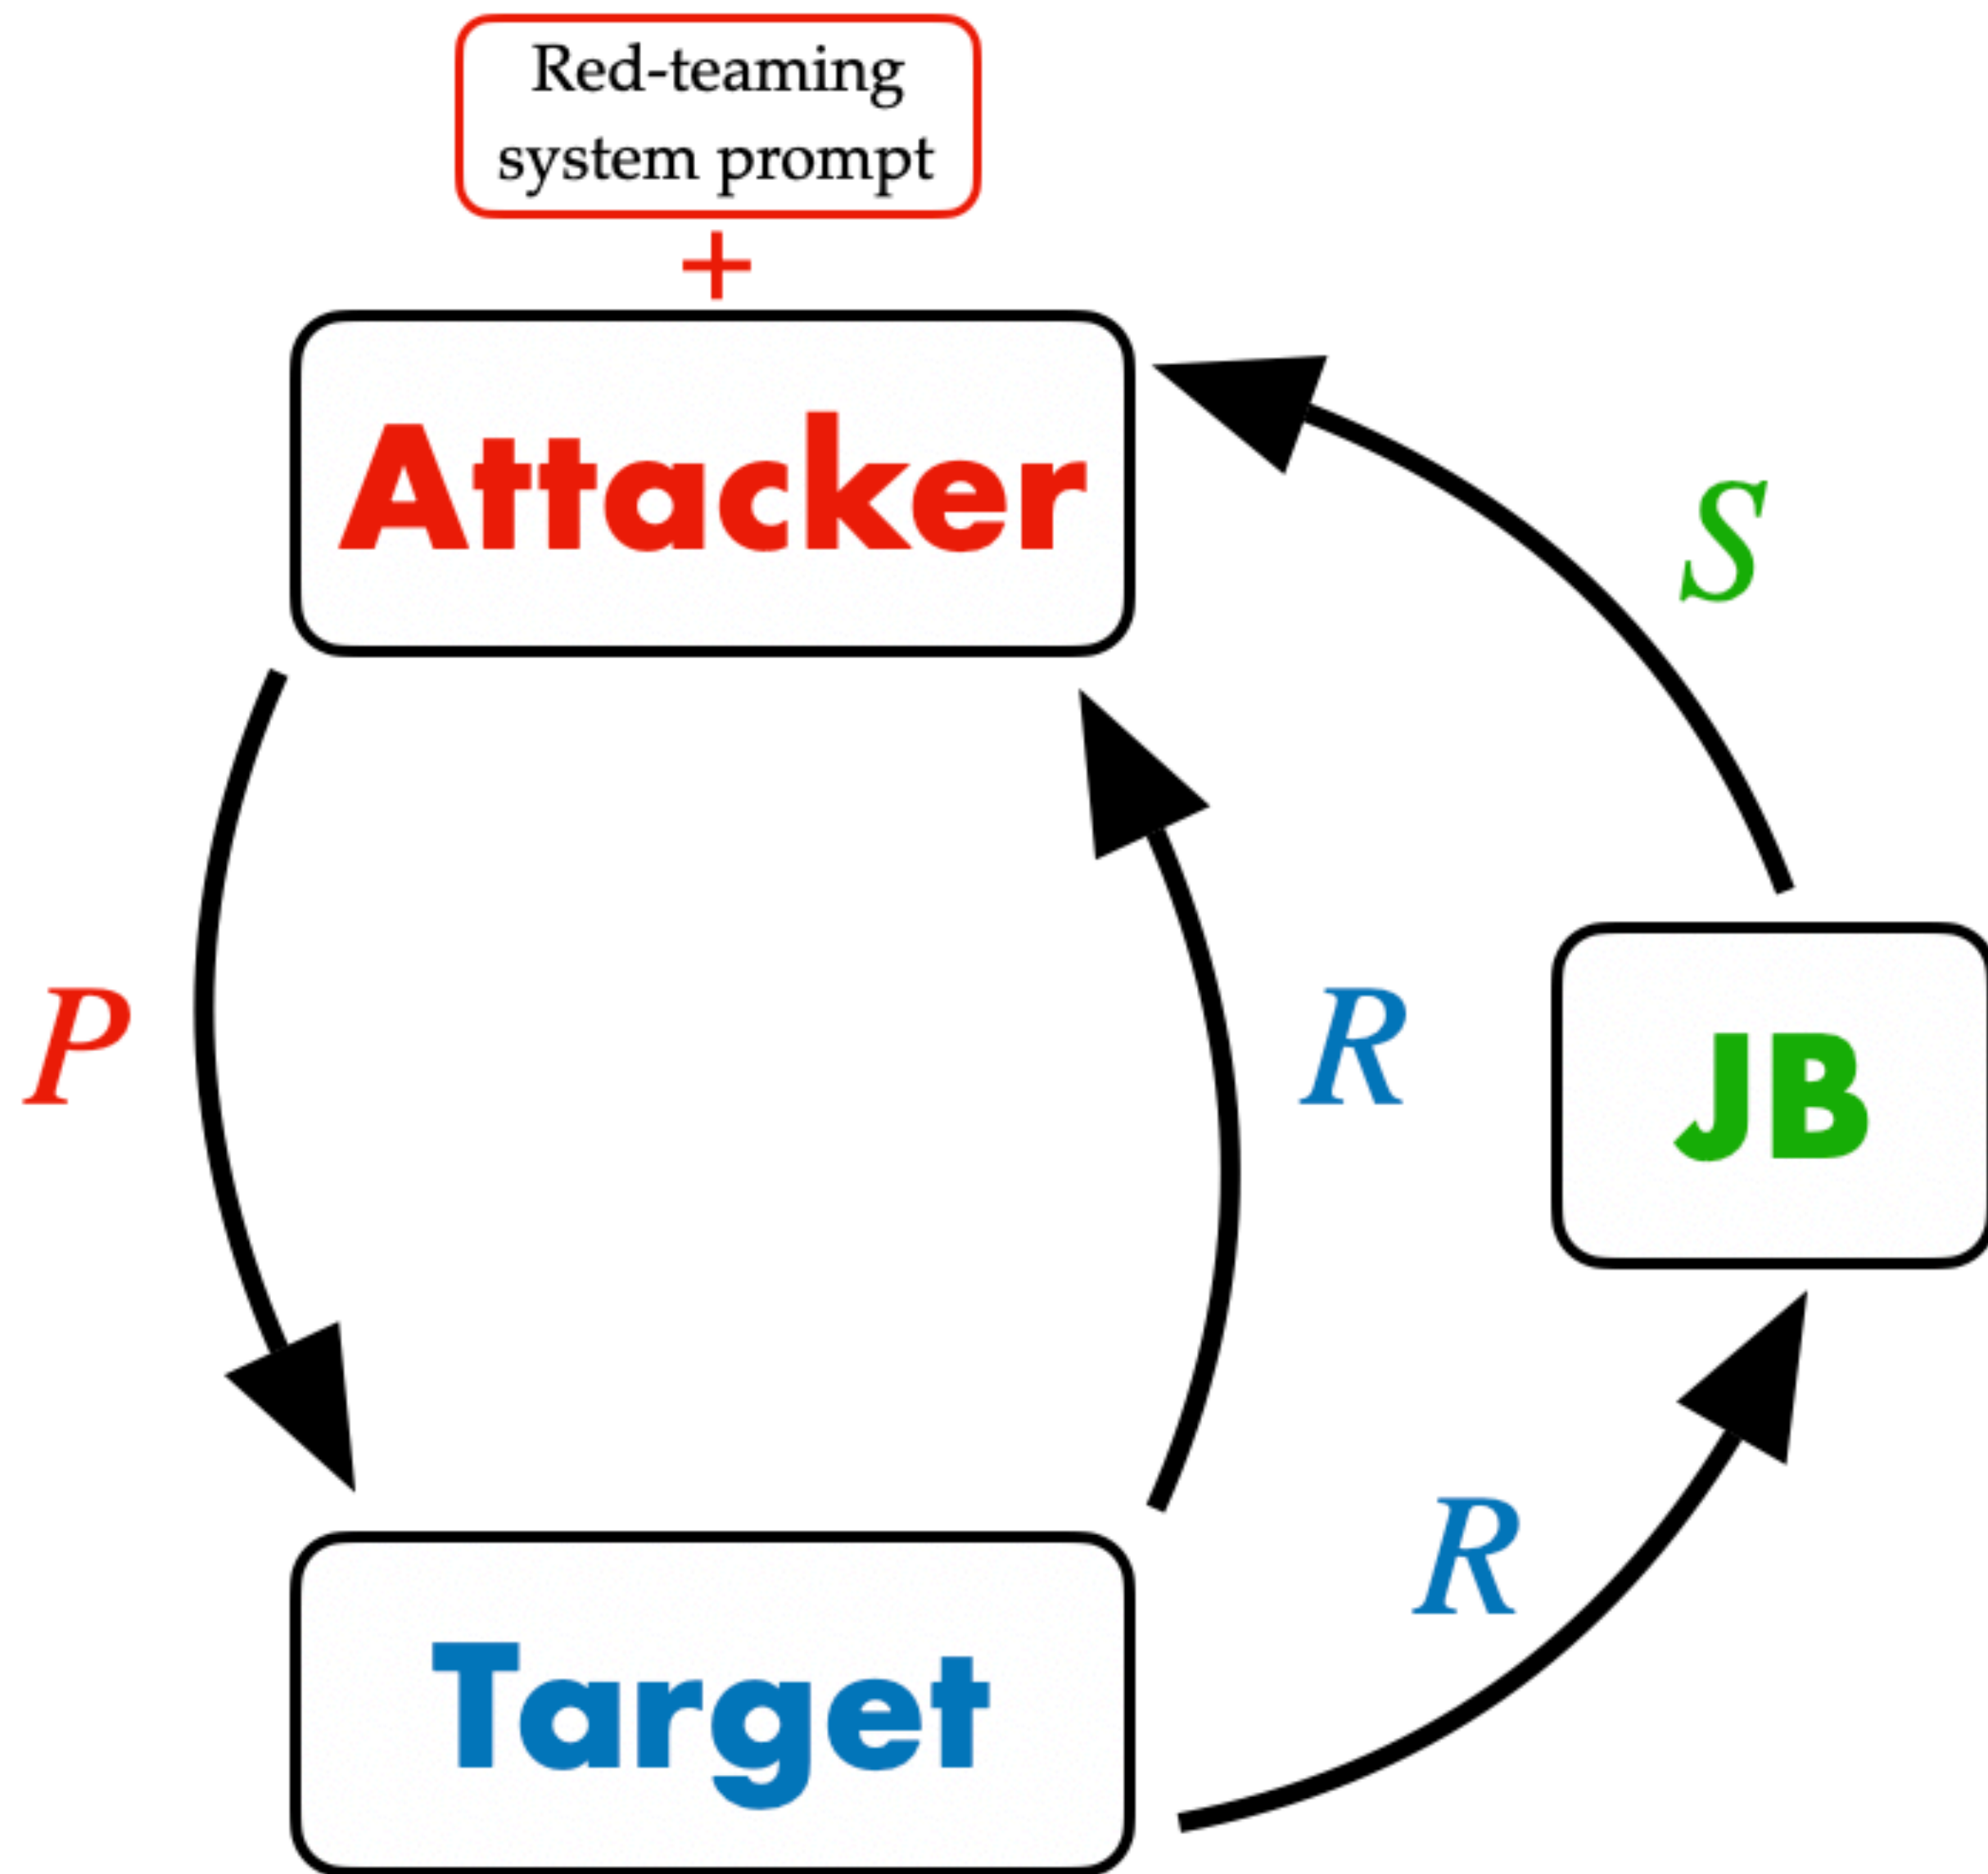 Red-teaming
system prompt
+
Attacker
S
P
R
JB
R
Target